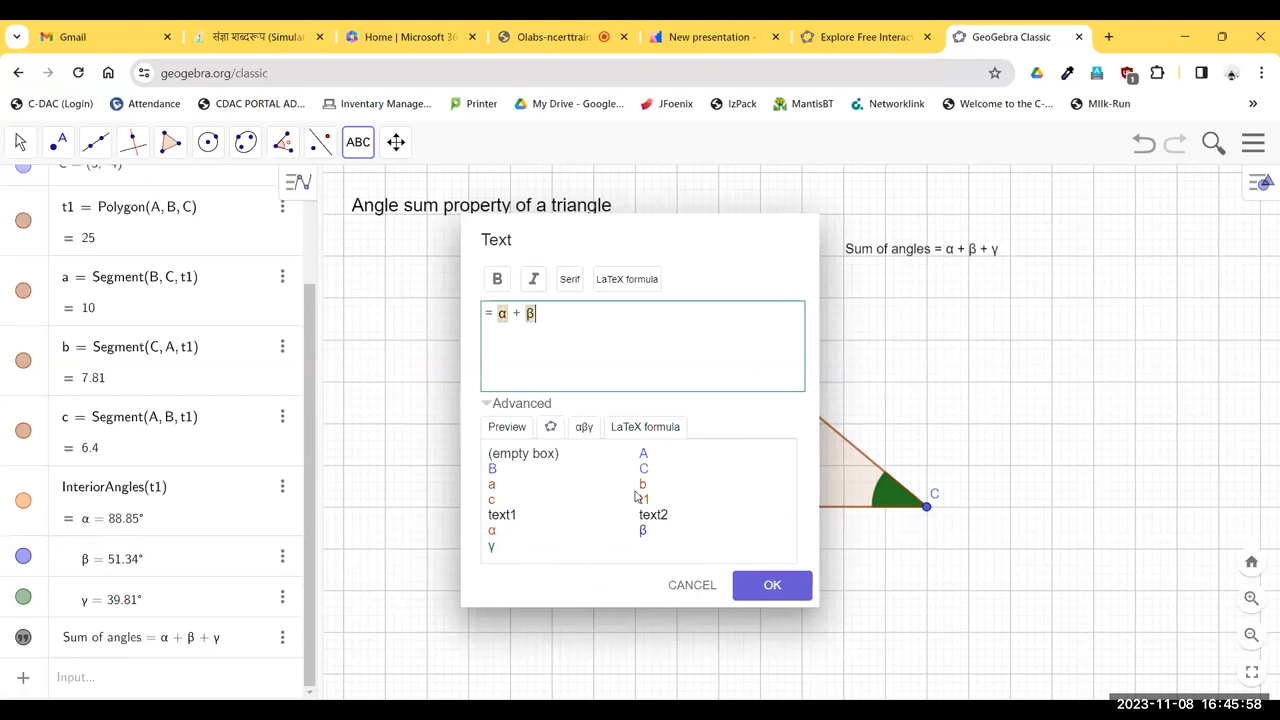 Gmail
संज्ञा शब्दरूप (Simula
Home | Microsoft 36
Olabs-ncerttrain
New presentation -
Explore Free Interac
GeoGebra Classic
geogebra.org/classic
C-DAC (Login)
Attendance
CDAC PORTAL AD...
Inventary Manage...
Printer
My Drive - Google...
JFoenix
IzPack
MantisBT
Networklink
Welcome to the C-...
MIlk-Run
ABC
t1 = Polygon(A, B, C)
= 25
a = Segment(B, C, t1)
= 10
b = Segment(C, A, t1)
= 7.81
c = Segment(A, B, t1)
= 6.4
InteriorAngles(t1)
= α = 88.85°
β = 51.34°
γ = 39.81°
Sum of angles = α + β + γ
Input...
Angle sum property of a triangle
Sum of angles = α + β + γ
C
Text
B I Serif LaTeX formula
= α + β
Advanced
Preview αβγ LaTeX formula
(empty box) A
B C
a b
c t1
text1 text2
α β
γ
CANCEL OK
2023-11-08 16:45:58